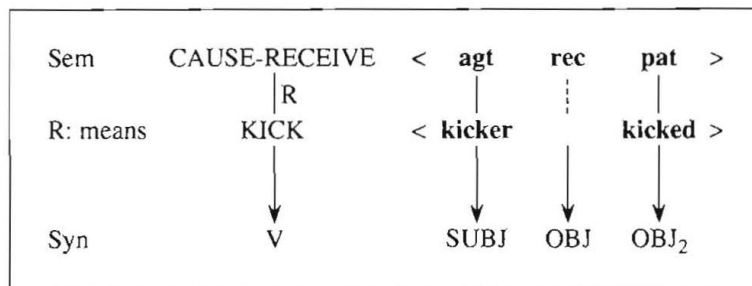 Sem CAUSE-RECEIVE < agt rec pat >
R
R: means KICK < kicker kicked >
Syn V SUBJ OBJ OBJ₂